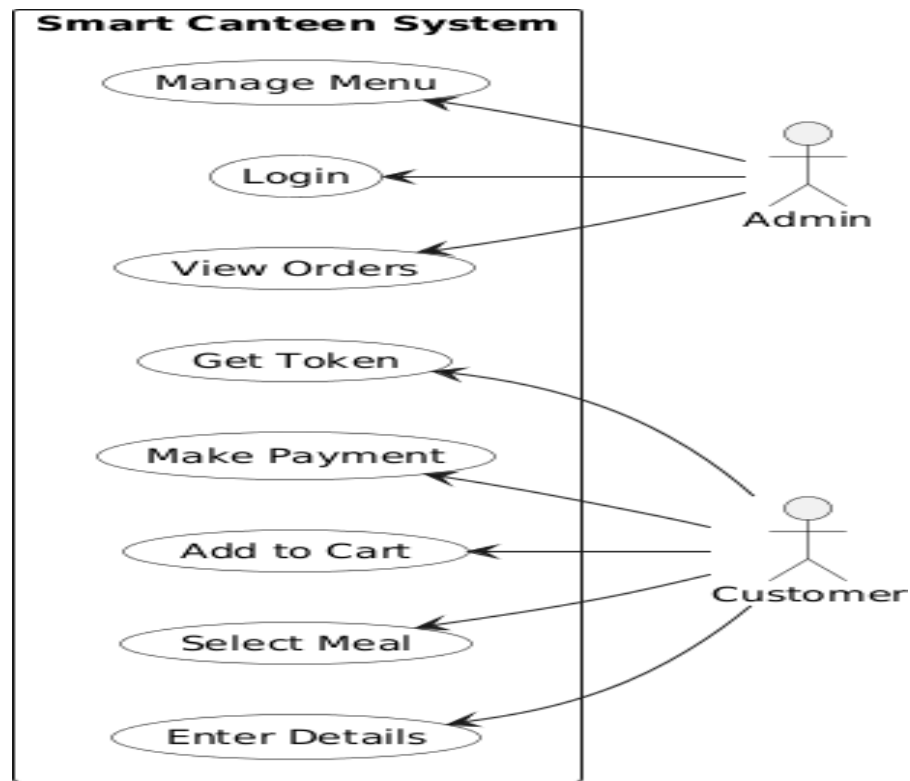 Smart Canteen System
Manage Menu
Login
Admin
View Orders
Get Token
Make Payment
Add to Cart
Customer
Select Meal
Enter Details